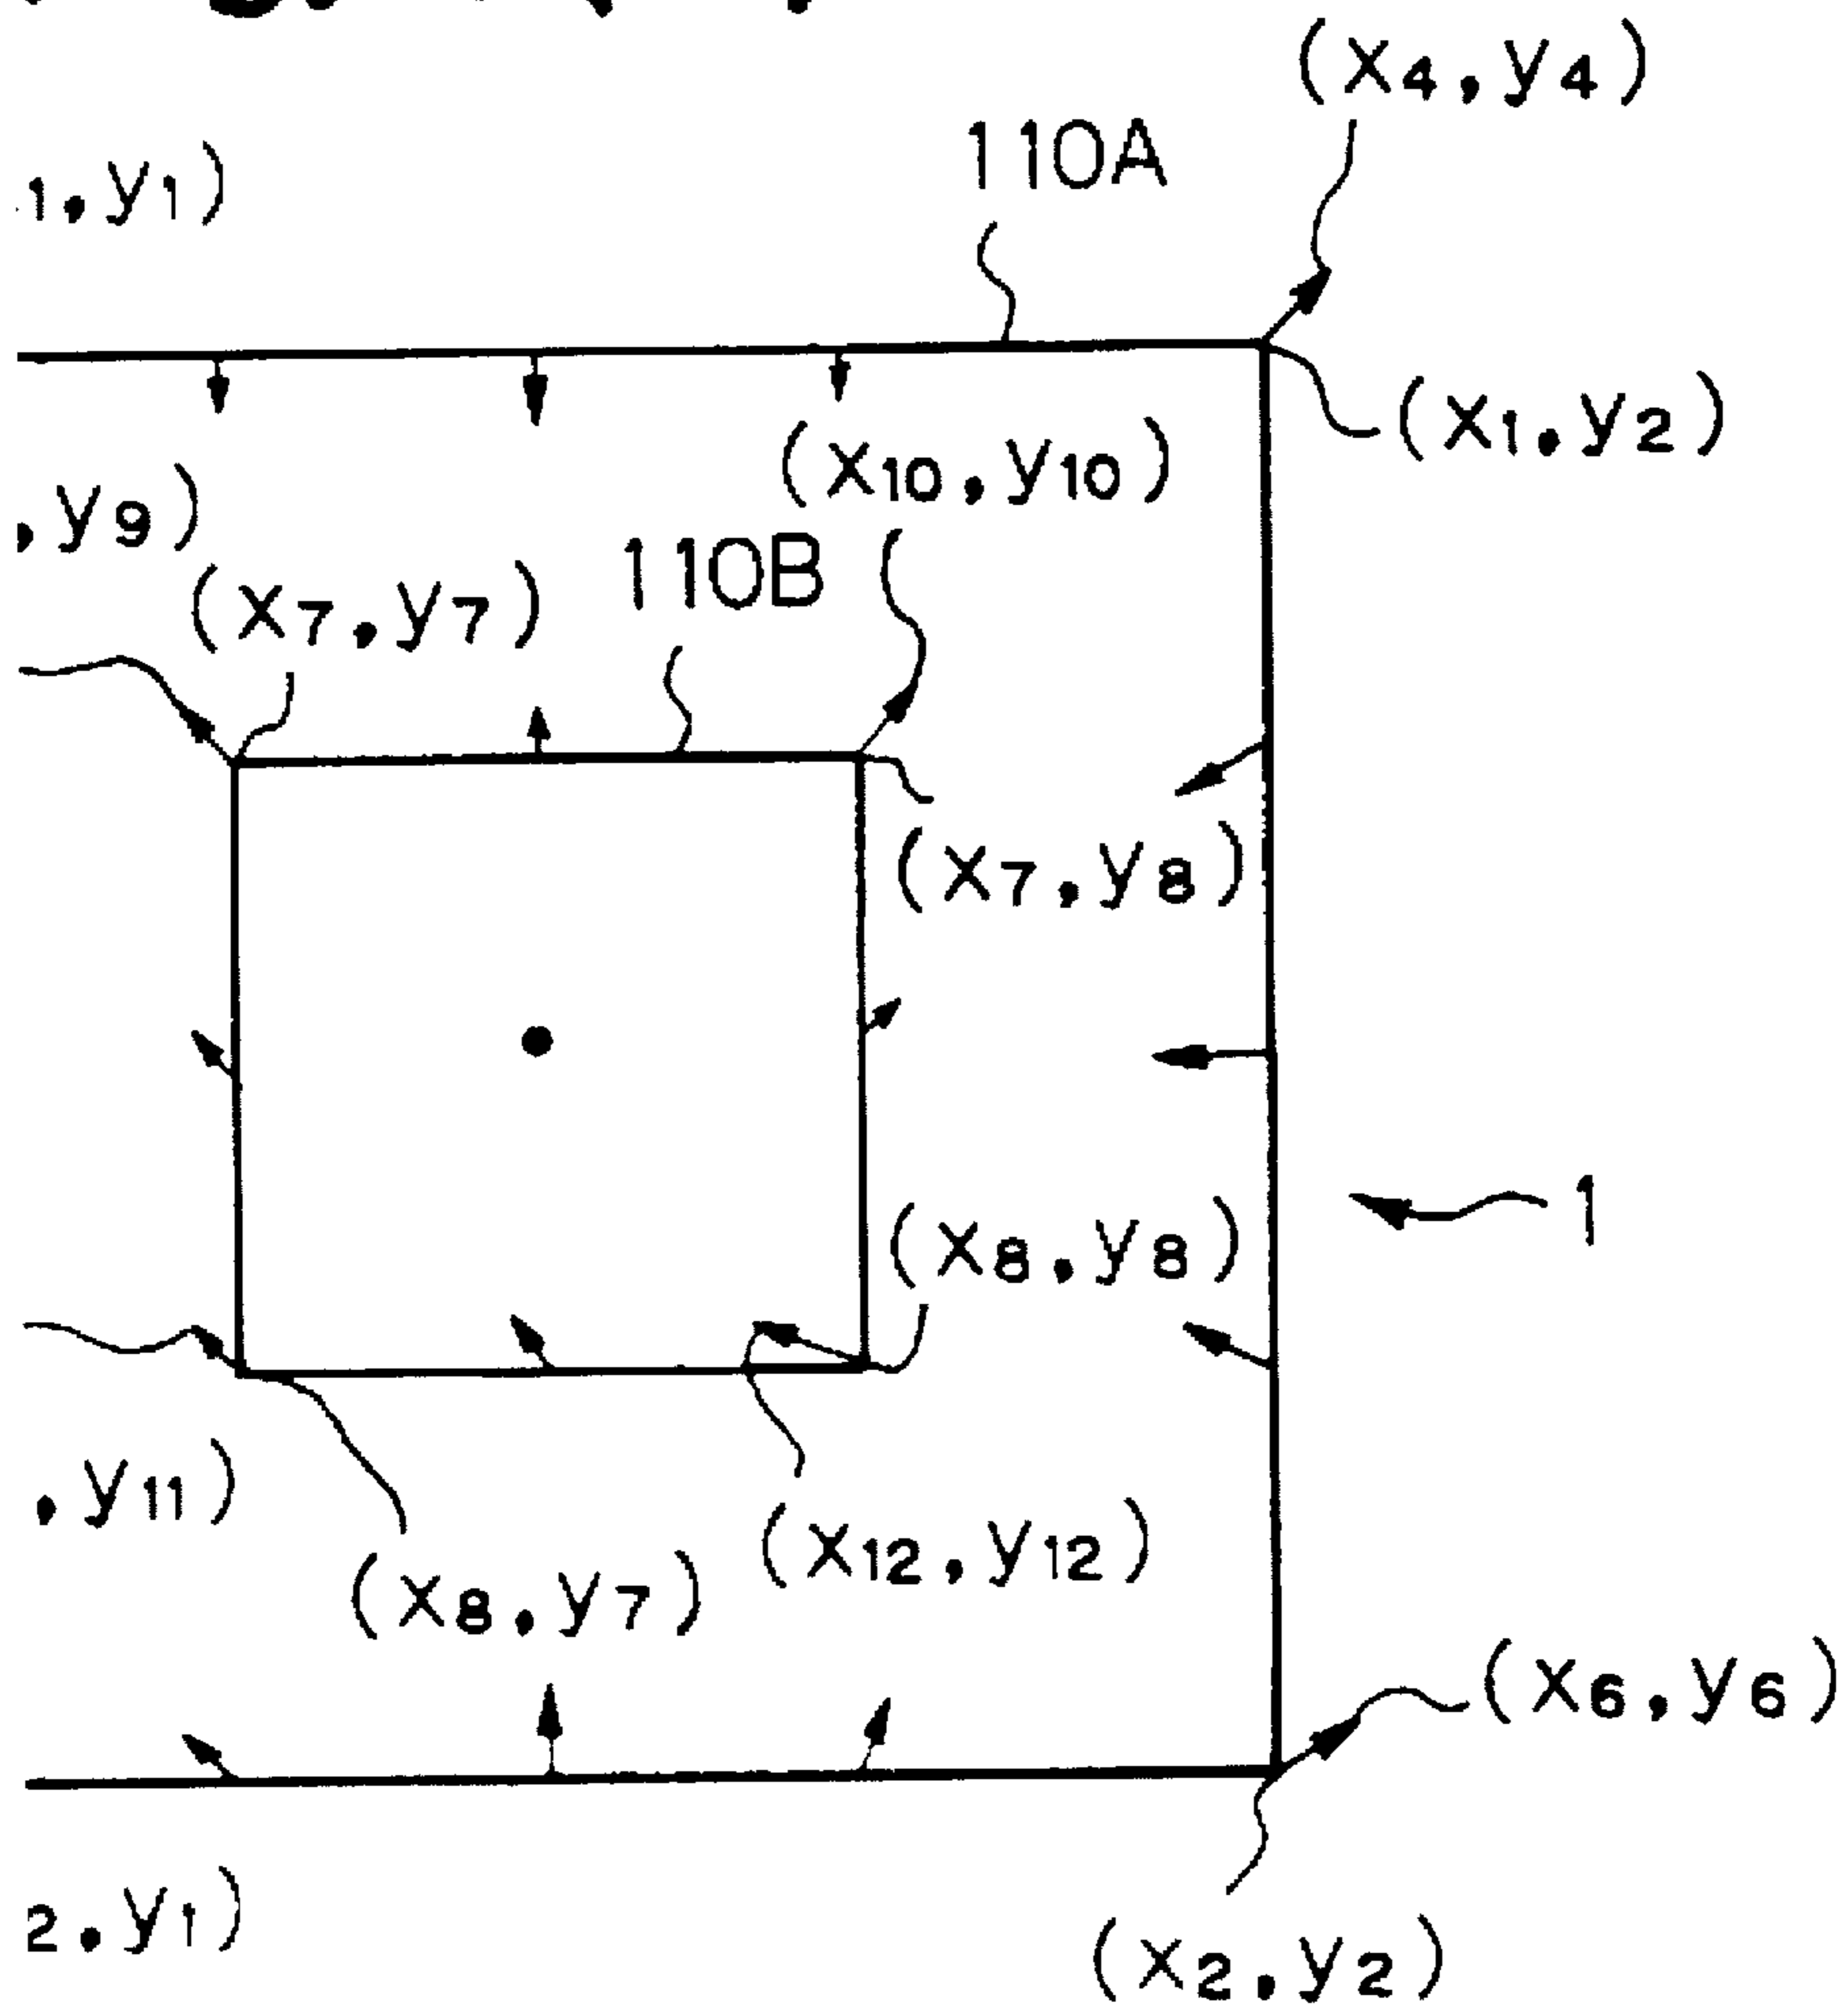 (x4,y4)
110A
1,y1)
(x1,y2)
(x10,y10)
,y9)
110B
(x7,y7)
(x7,y8)
1
(x8,y8)
,y11)
(x12,y12)
(x8,y7)
(x6,y6)
2,y1)
(x2,y2)